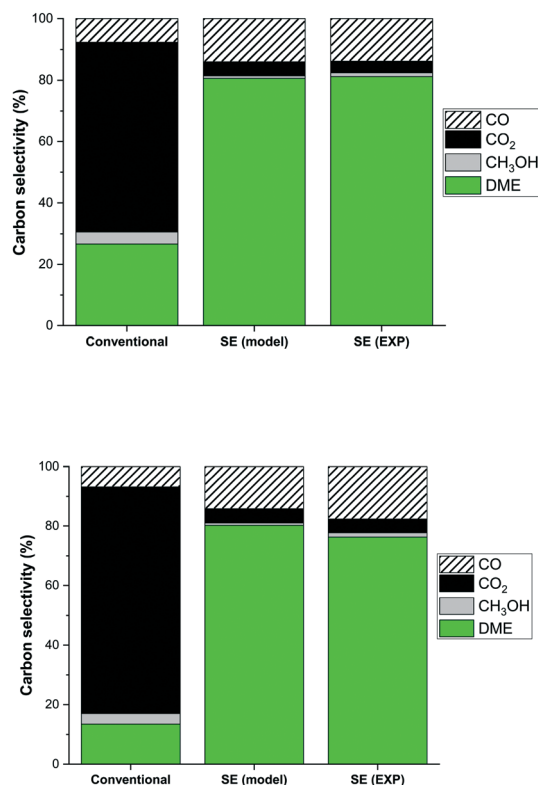 100
80
60
40
20
0
Carbon selectivity (%)
Conventional
SE (model)
SE (EXP)
CO
CO₂
CH₃OH
DME
100
80
60
40
20
0
Carbon selectivity (%)
Conventional
SE (model)
SE (EXP)
CO
CO₂
CH₃OH
DME